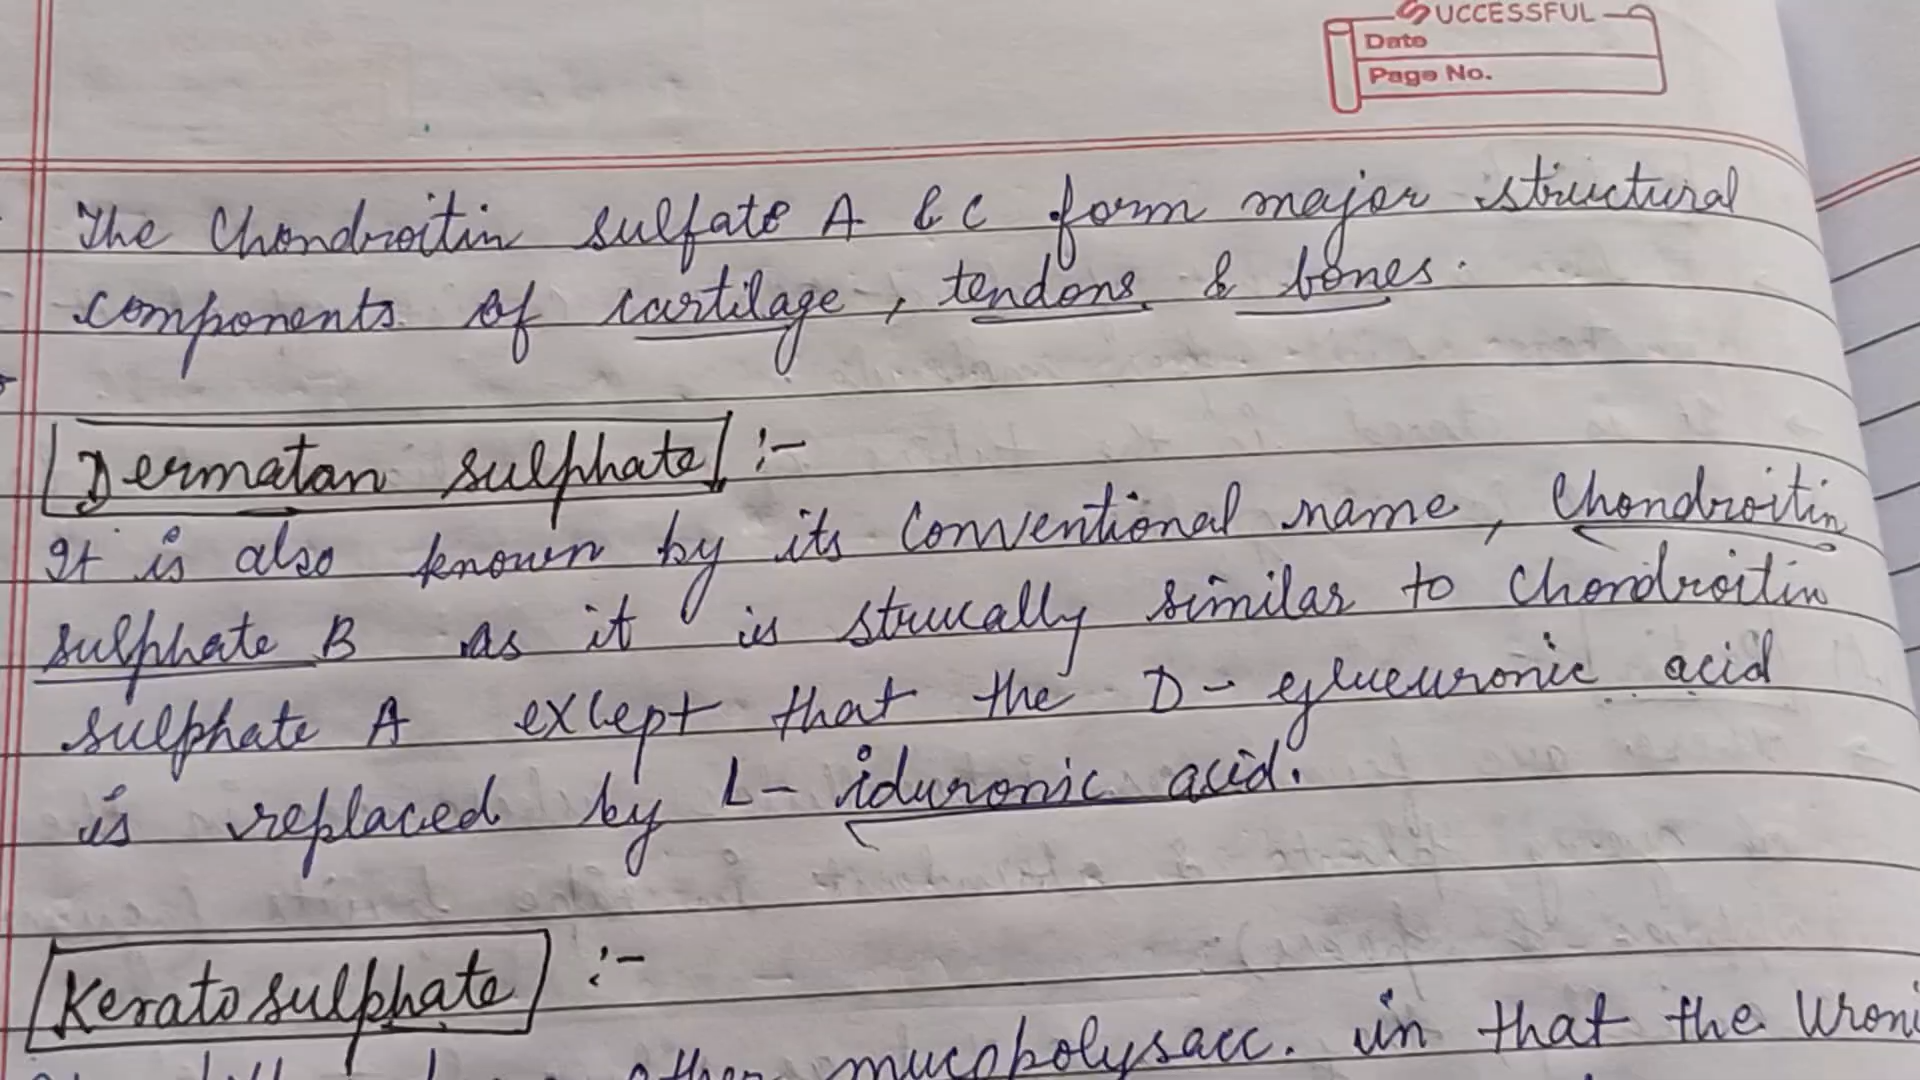 SUCCESSFUL
Date
Page No.
The Chondroitin sulfate A & C form major structural
components of cartilage, tendons & bones.
Dermatan sulphate :-
It is also known by its conventional name, Chondroitin
sulphate B as it is strucally similar to Chondroitin
sulphate A except that the D- glueuronic acid
is replaced by L- iduronic acid.
Keratosulphate :-
other mucopolysacc. in that the Uroni